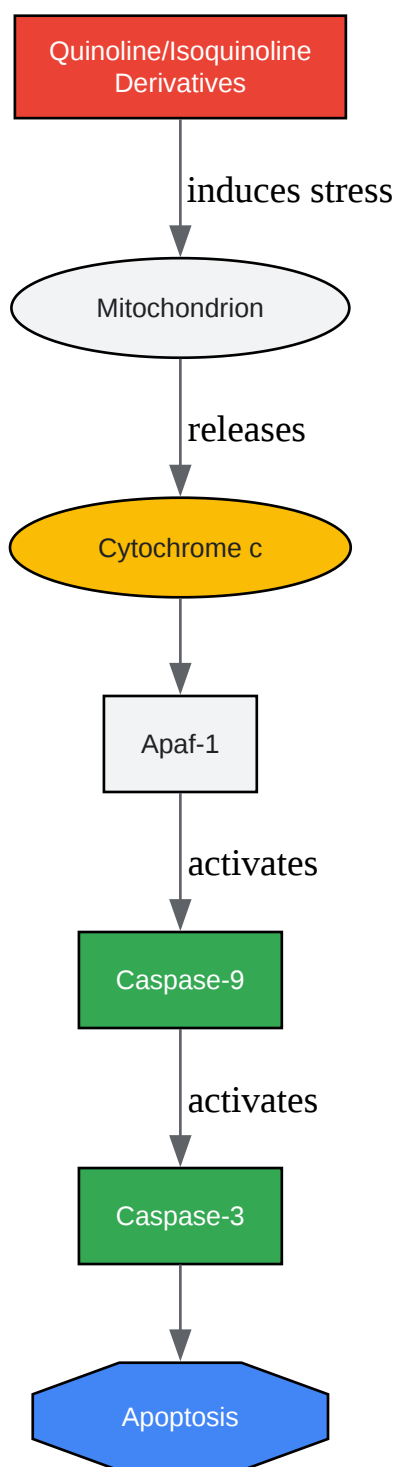 Quinoline/Isoquinoline
Derivatives
induces stress
Mitochondrion
releases
Cytochrome c
Apaf-1
activates
Caspase-9
activates
Caspase-3
Apoptosis